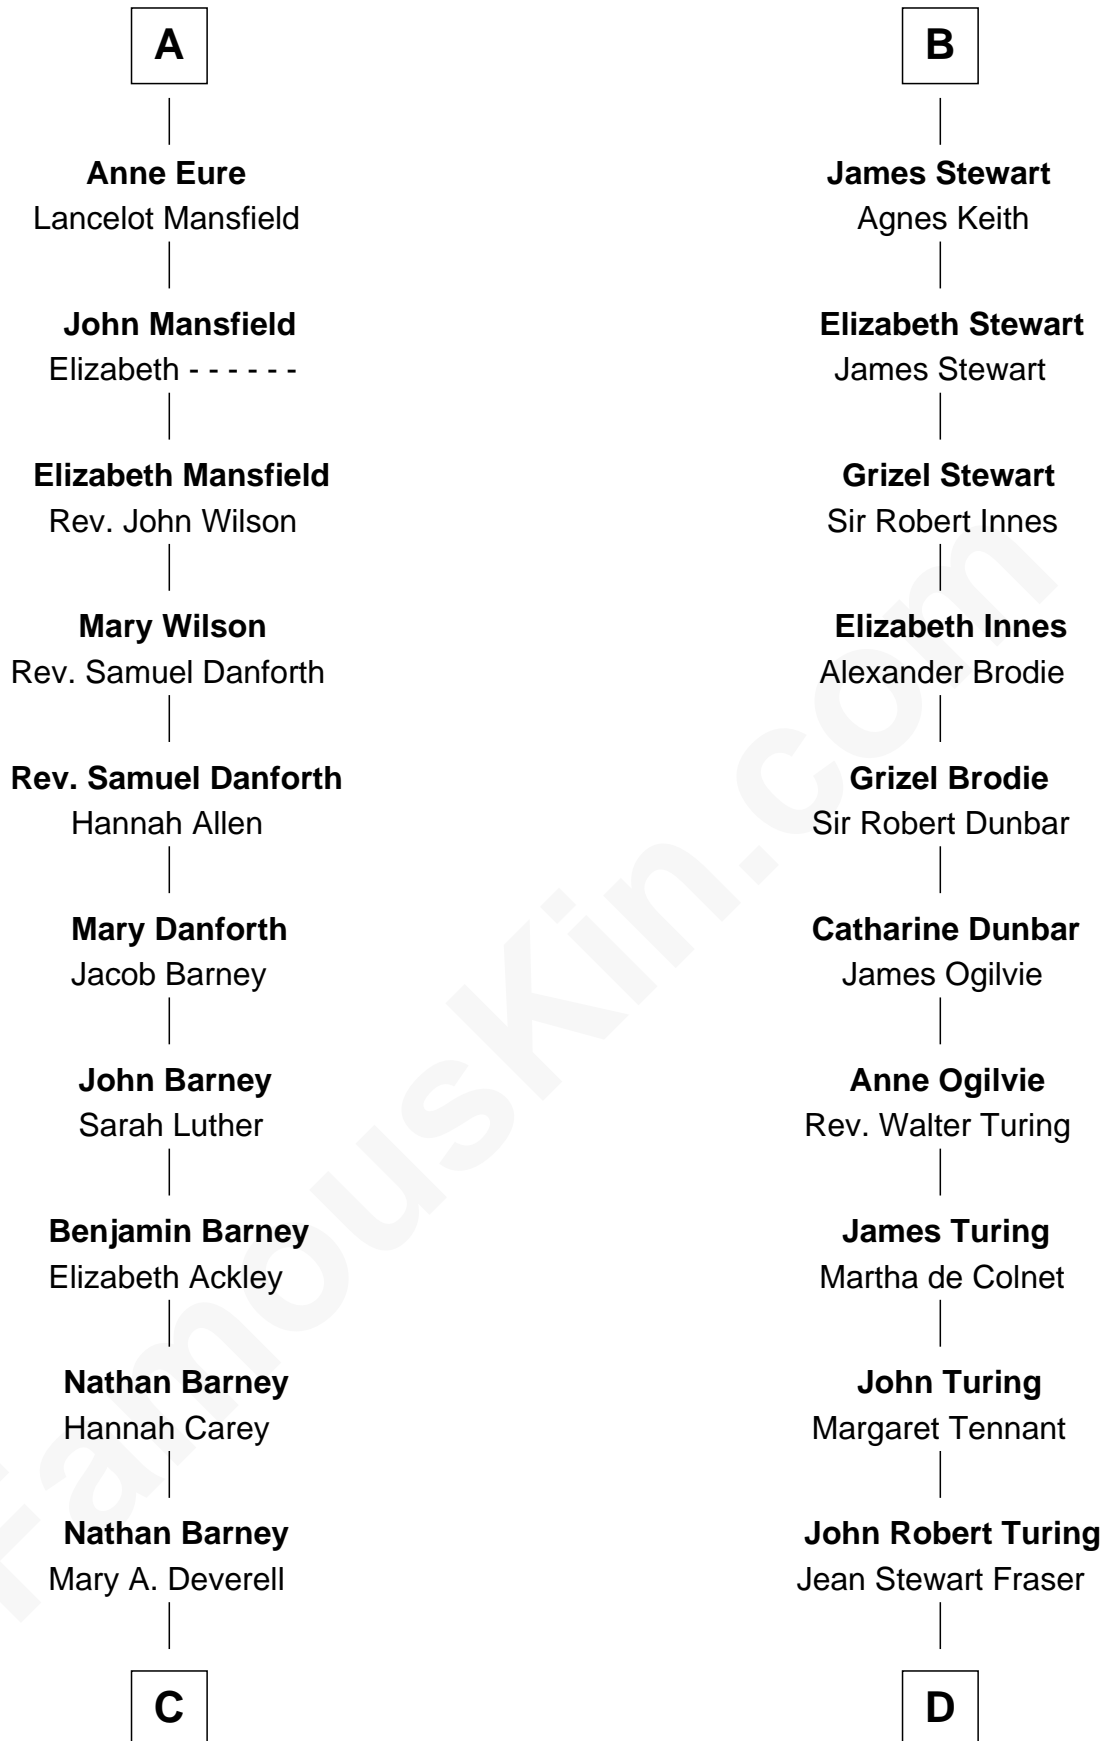 A
Anne Eure
Lancelot Mansfield
John Mansfield
Elizabeth - - - - - -
Elizabeth Mansfield
Rev. John Wilson
Mary Wilson
Rev. Samuel Danforth
Rev. Samuel Danforth
Hannah Allen
Mary Danforth
Jacob Barney
John Barney
Sarah Luther
Benjamin Barney
Elizabeth Ackley
Nathan Barney
Hannah Carey
Nathan Barney
Mary A. Deverell
C
B
James Stewart
Agnes Keith
Elizabeth Stewart
James Stewart
Grizel Stewart
Sir Robert Innes
Elizabeth Innes
Alexander Brodie
Grizel Brodie
Sir Robert Dunbar
Catharine Dunbar
James Ogilvie
Anne Ogilvie
Rev. Walter Turing
James Turing
Martha de Colnet
John Turing
Margaret Tennant
John Robert Turing
Jean Stewart Fraser
D
FamousKin.com